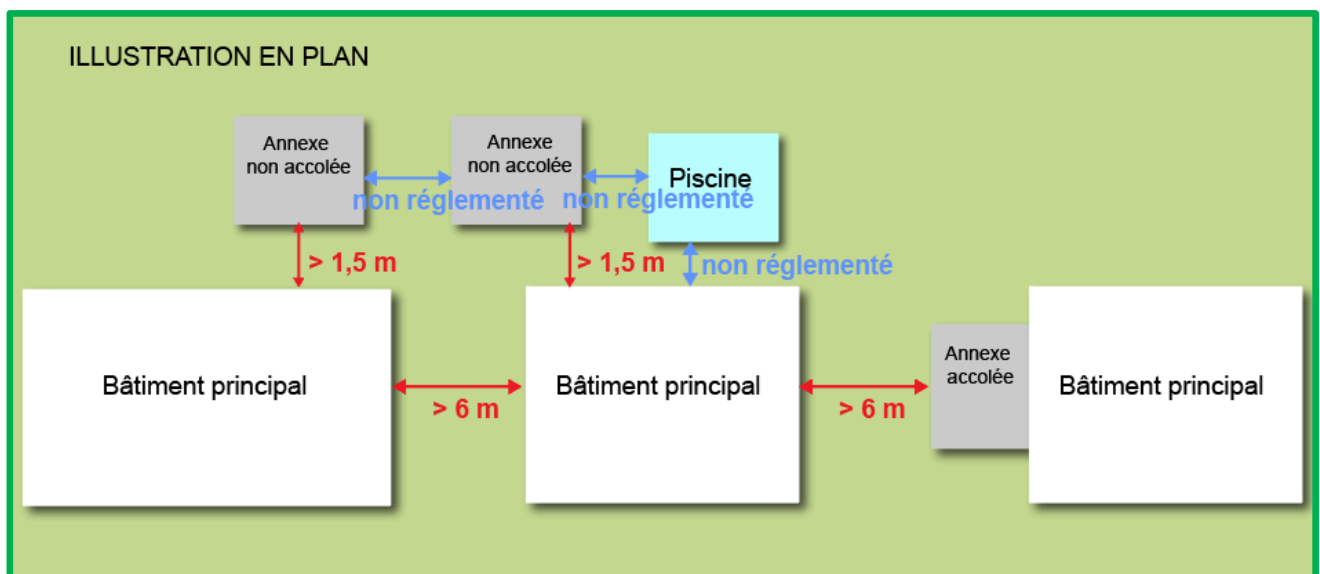 ILLUSTRATION EN PLAN
Annexe
non accolée
Annexe
non accolée
Piscine
non réglementé
non réglementé
> 1,5 m
> 1,5 m
non réglementé
Bâtiment principal
> 6 m
Bâtiment principal
> 6 m
Annexe
accolée
Bâtiment principal